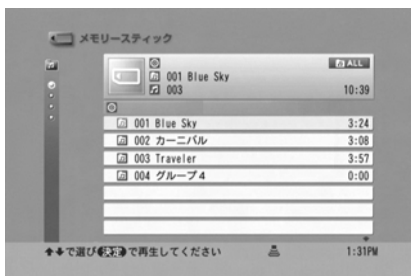 メモリースティック
ALL
001 Blue Sky
003
10:39
001 Blue Sky 3:24
002 カーニバル 3:08
003 Traveler 3:57
004 グループ4 0:00
↑↓で選び決定で再生してください 1:31PM